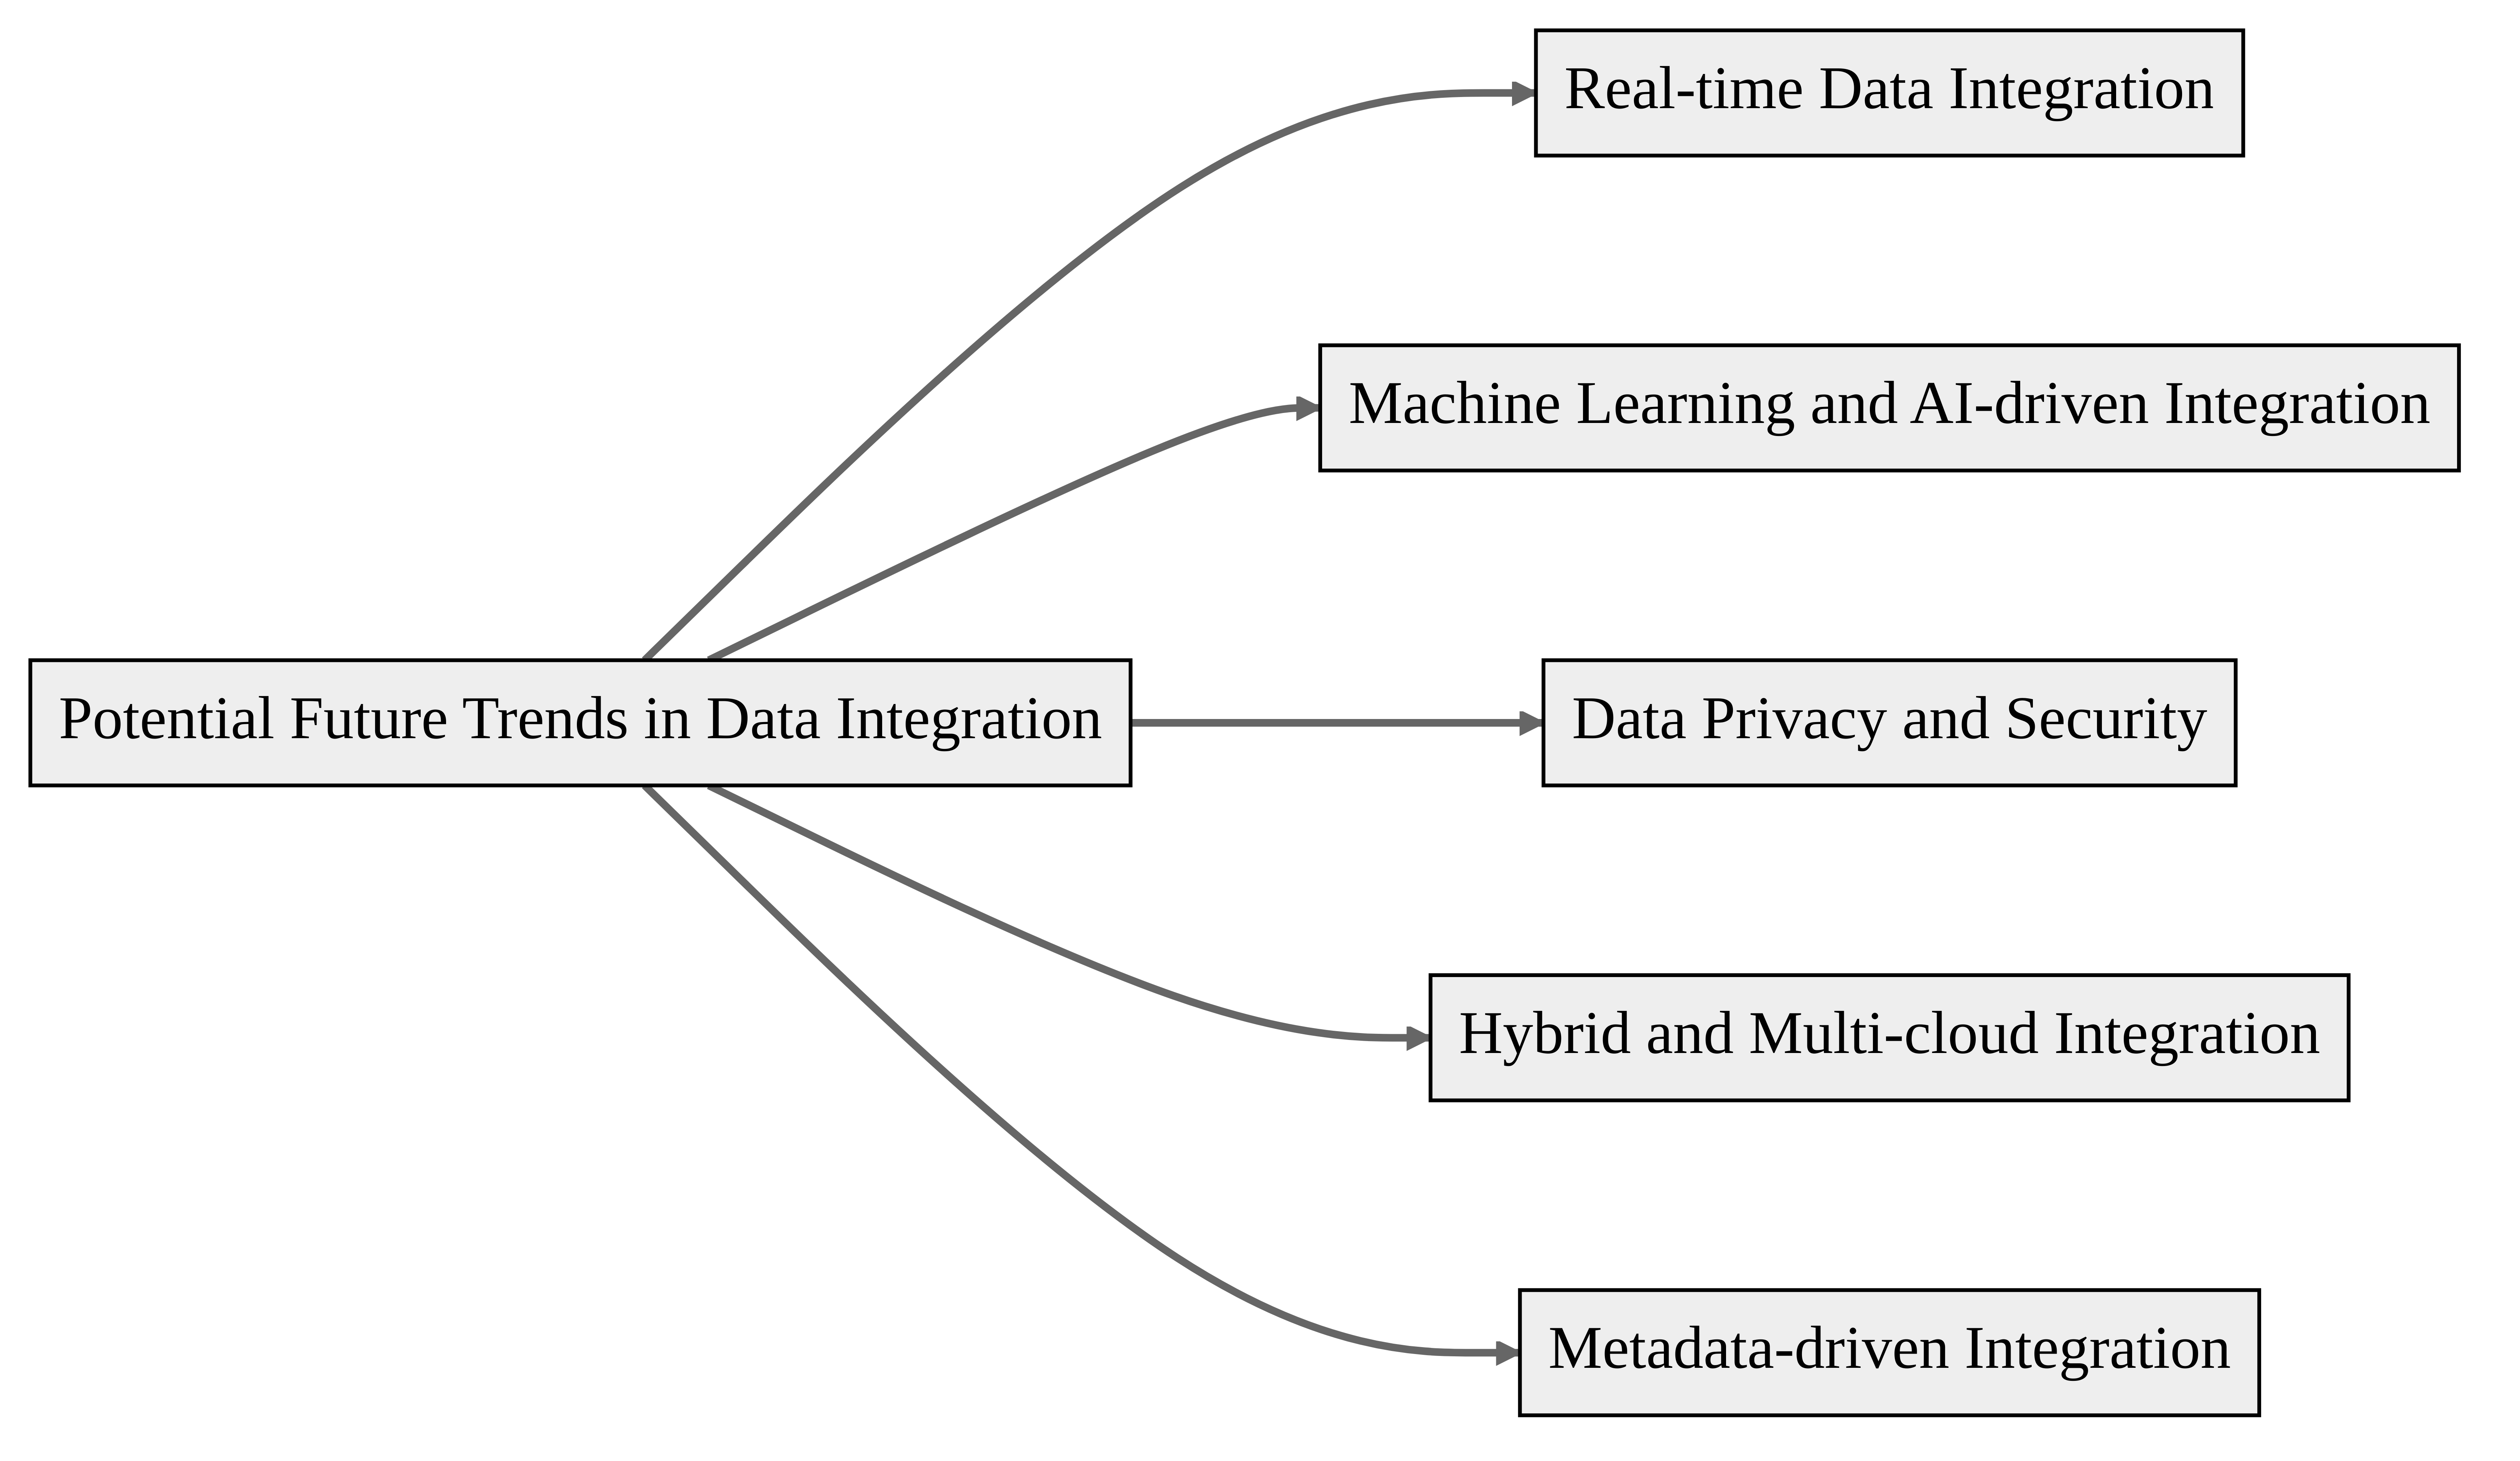 Real-time Data Integration
Machine Learning and AI-driven Integration
Potential Future Trends in Data Integration
Data Privacy and Security
Hybrid and Multi-cloud Integration
Metadata-driven Integration